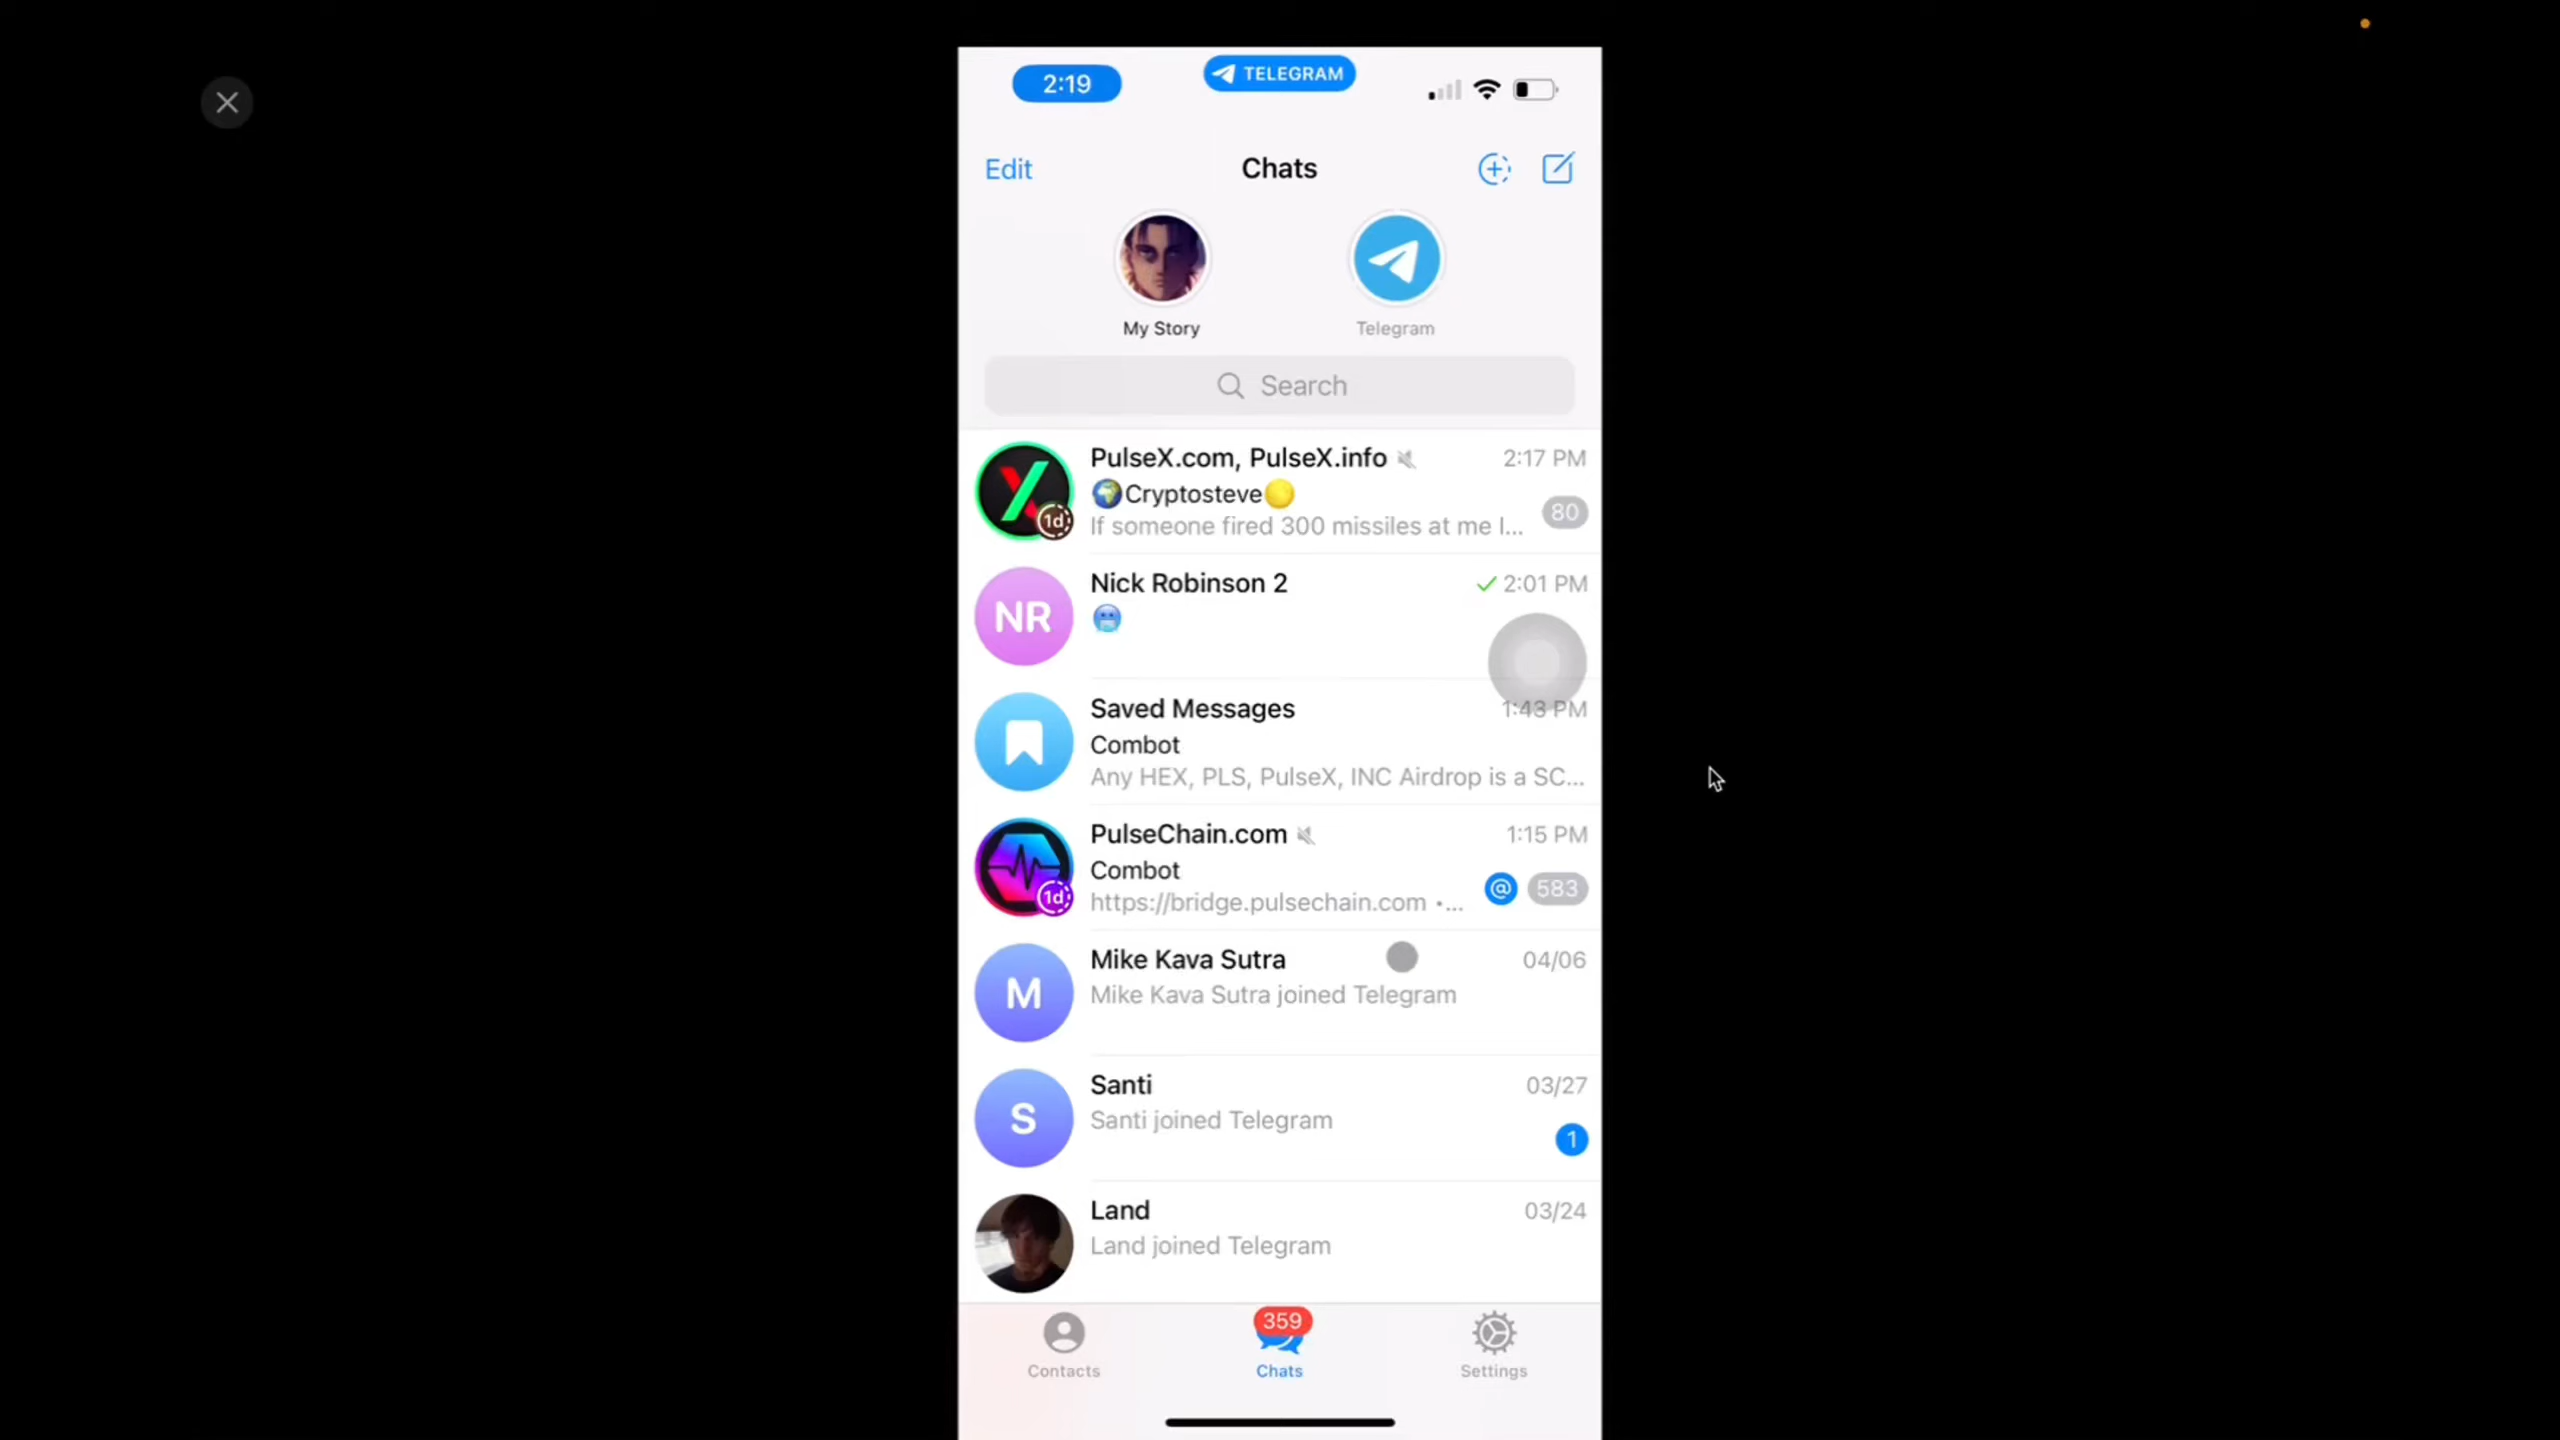 2:19
TELEGRAM
Edit
Chats
My Story
Telegram
Search
PulseX.com, PulseX.info
2:17 PM
🌍Cryptosteve🌕
If someone fired 300 missiles at me I...
80
1d
NR
Nick Robinson 2
2:01 PM
🥶
Saved Messages
1:43 PM
Combot
Any HEX, PLS, PulseX, INC Airdrop is a SC...
PulseChain.com
1:15 PM
Combot
https://bridge.pulsechain.com •...
@
583
1d
M
Mike Kava Sutra
04/06
Mike Kava Sutra joined Telegram
S
Santi
03/27
Santi joined Telegram
1
Land
03/24
Land joined Telegram
359
Contacts
Chats
Settings